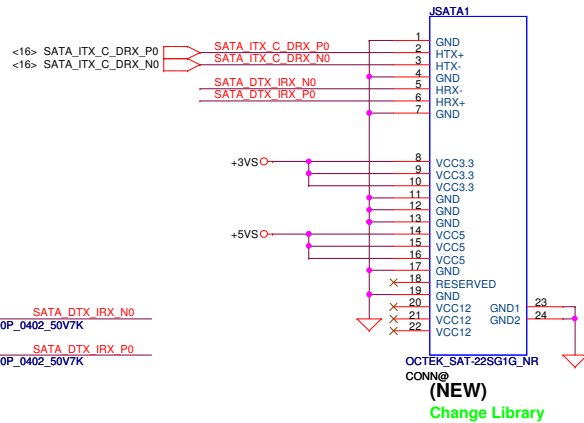 JSATA1
<16> SATA_ITX_C_DRX_P0 SATA_ITX_C_DRX_P0
<16> SATA_ITX_C_DRX_N0 SATA_ITX_C_DRX_N0
SATA_DTX_IRX_N0
SATA_DTX_IRX_P0
1 GND
2 HTX+
3 HTX-
4 GND
5 HRX-
6 HRX+
7 GND
+3VS
8 VCC3.3
9 VCC3.3
10 VCC3.3
11 GND
12 GND
13 GND
+5VS
14 VCC5
15 VCC5
16 VCC5
17 GND
18 RESERVED
19 GND
20 VCC12 GND1 23
21 VCC12 GND2 24
22 VCC12
SATA_DTX_IRX_N0
0P_0402_50V7K
SATA_DTX_IRX_P0
0P_0402_50V7K
OCTEK_SAT-22SG1G_NR
CONN@
(NEW)
Change Library